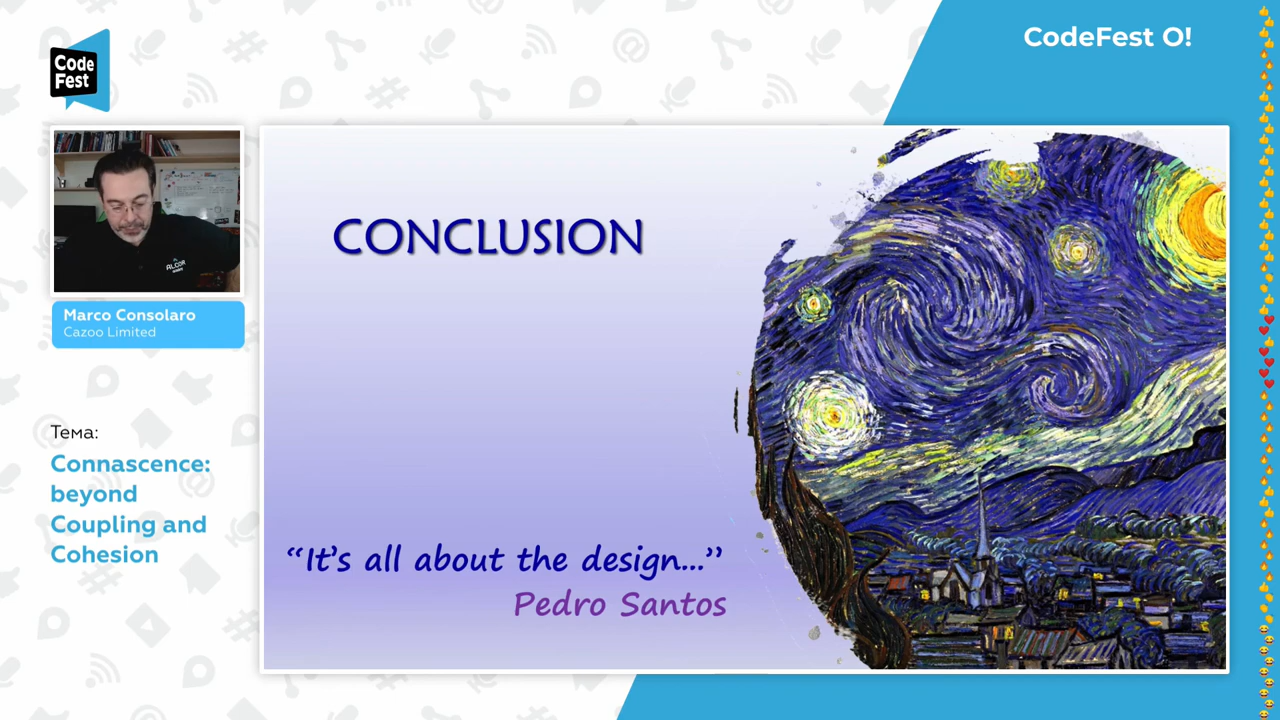 Code
Fest
CodeFest O!
ALCOR
Marco Consolaro
Cazoo Limited
Тема:
Connascence:
beyond
Coupling and
Cohesion
CONCLUSION
“It’s all about the design...”
Pedro Santos